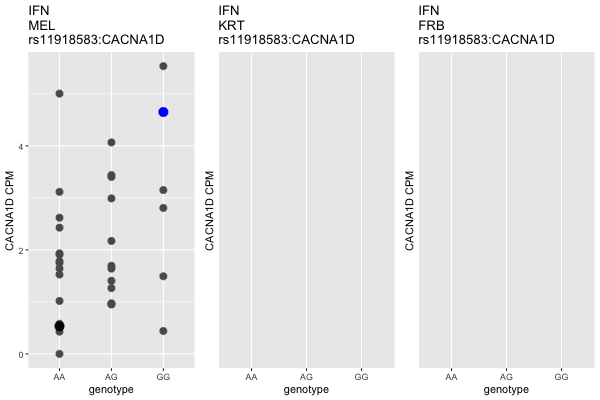 IFN
MEL
rs11918583:CACNA1D
CACNA1D CPM
4
2
0
AA AG GG
genotype
IFN
KRT
rs11918583:CACNA1D
CACNA1D CPM
AA AG GG
genotype
IFN
FRB
rs11918583:CACNA1D
CACNA1D CPM
AA AG GG
genotype